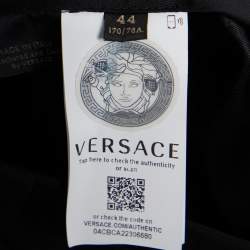 44
170/76A
VERSACE
Tap here to check the authenticity
or scan
or check the code on
VERSACE.COM/AUTHENTIC
0ACBCA22306680